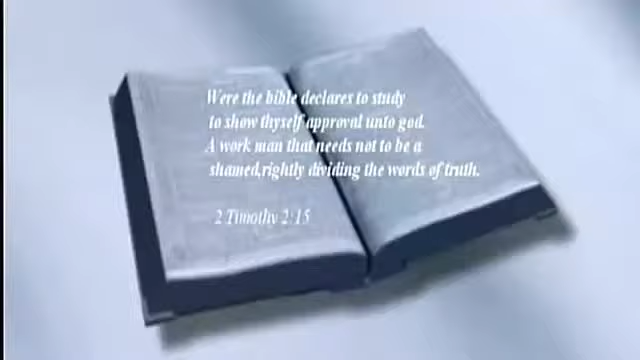 Were the bible declares to study
to show thyself approval unto god.
A work man that needs not to be a
shamed,rightly dividing the words of truth.
2 Timothy 2:15